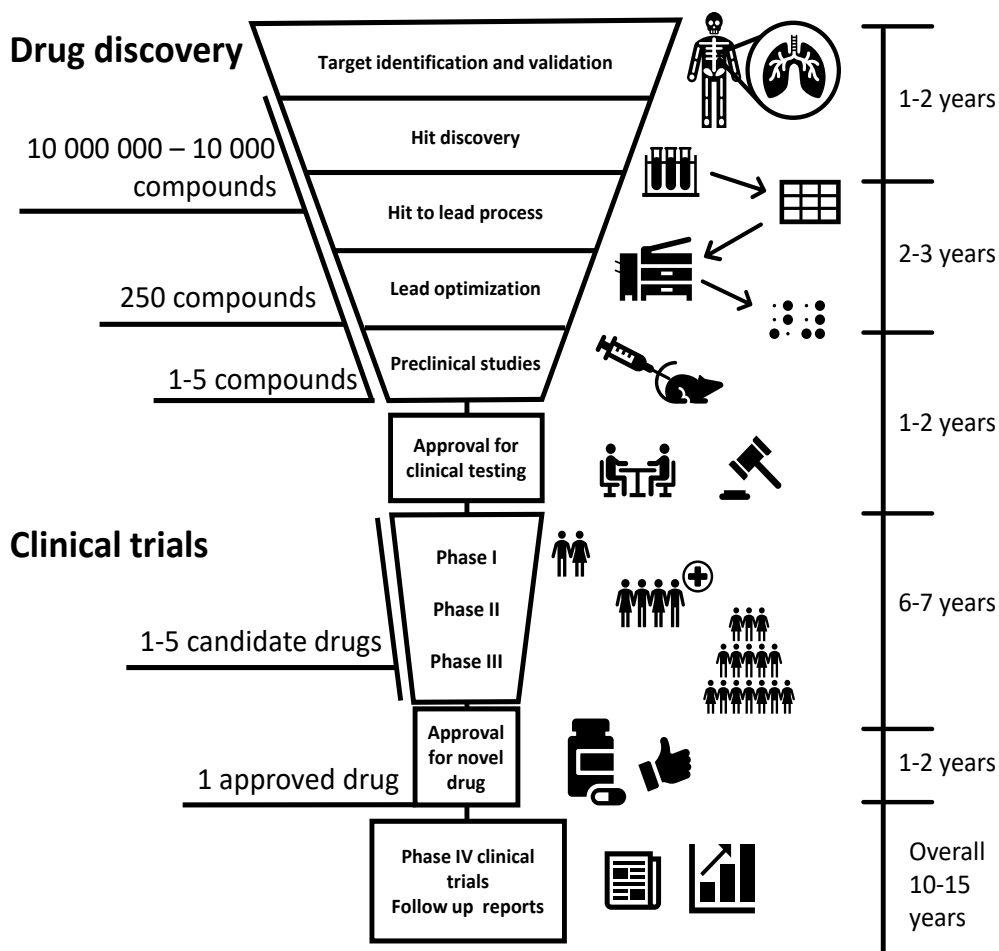 Drug discovery
Target identification and validation
1-2 years
Hit discovery
10 000 000 – 10 000
compounds
Hit to lead process
2-3 years
Lead optimization
250 compounds
Preclinical studies
1-5 compounds
1-2 years
Approval for
clinical testing
Clinical trials
Phase I
Phase II
6-7 years
1-5 candidate drugs
Phase III
Approval
for novel
drug
1-2 years
1 approved drug
Phase IV clinical
trials
Follow up reports
Overall
10-15
years